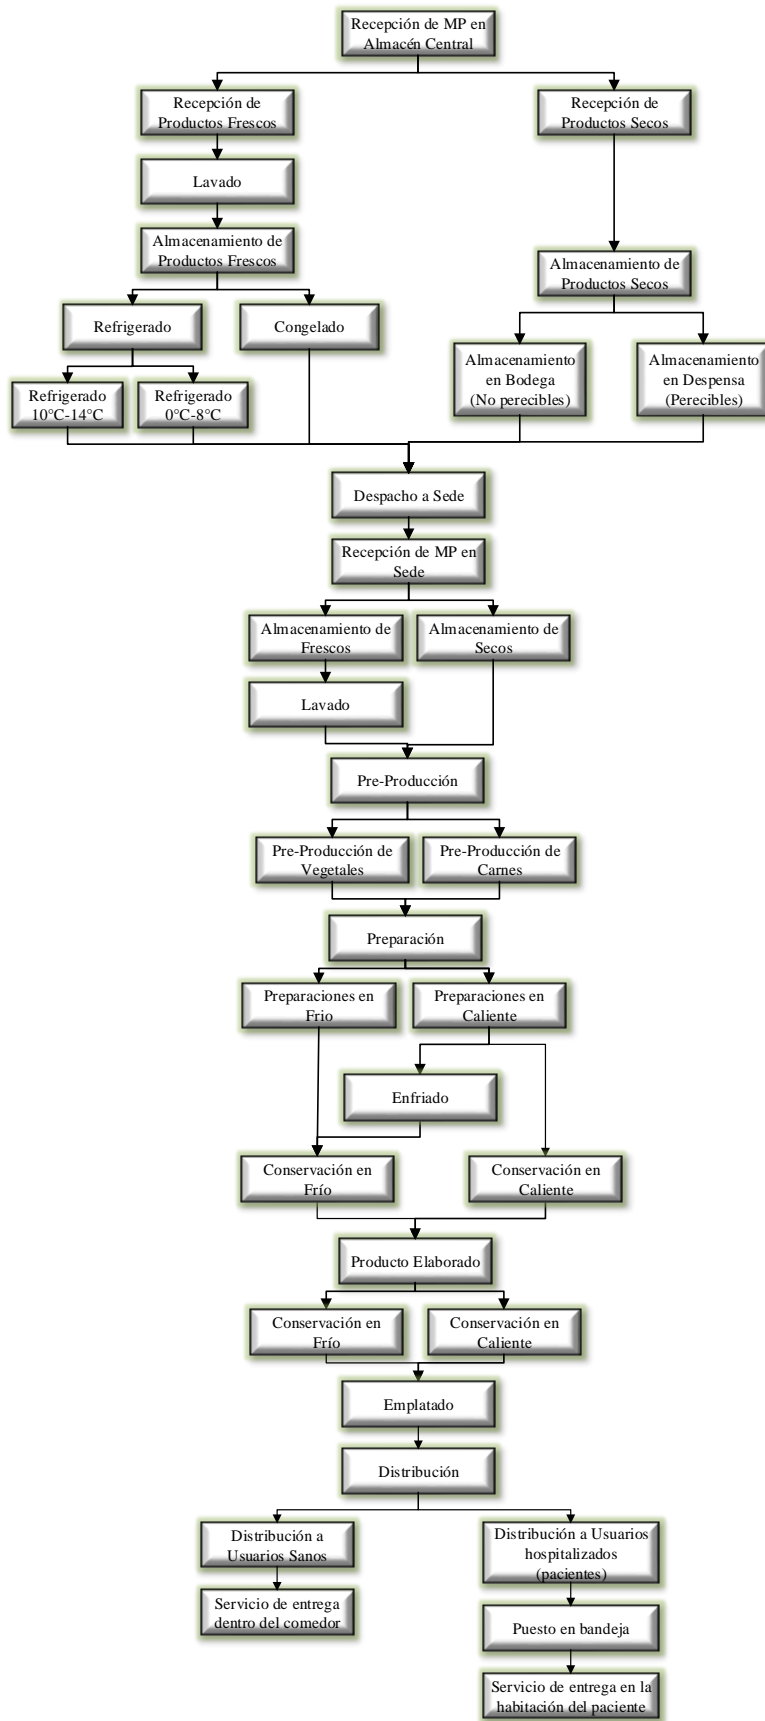 Recepción de MP en
Almacén Central
Recepción de
Productos Frescos
Recepción de
Productos Secos
Lavado
Almacenamiento de
Productos Frescos
Almacenamiento de
Productos Secos
Refrigerado
Congelado
Almacenamiento
en Bodega
(No perecibles)
Almacenamiento
en Despensa
(Perecibles)
Refrigerado
10°C-14°C
Refrigerado
0°C-8°C
Despacho a Sede
Recepción de MP en
Sede
Almacenamiento de
Frescos
Almacenamiento de
Secos
Lavado
Pre-Producción
Pre-Producción de
Vegetales
Pre-Producción de
Carnes
Preparación
Preparaciones en
Frio
Preparaciones en
Caliente
Enfriado
Conservación en
Frío
Conservación en
Caliente
Producto Elaborado
Conservación en
Frío
Conservación en
Caliente
Emplatado
Distribución
Distribución a
Usuarios Sanos
Distribución a Usuarios
hospitalizados
(pacientes)
Servicio de entrega
dentro del comedor
Puesto en bandeja
Servicio de entrega en la
habitación del paciente